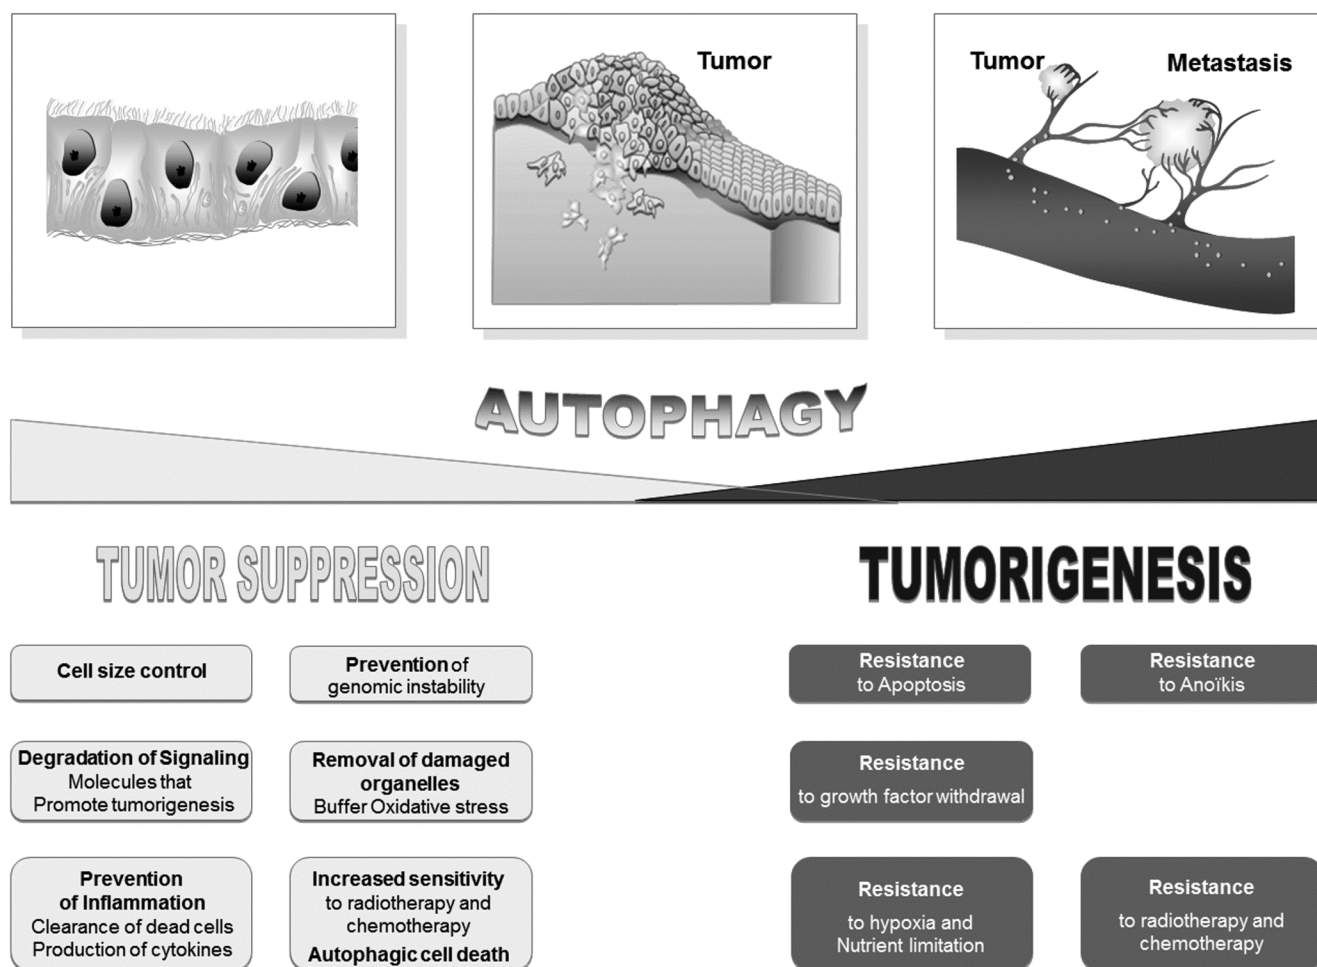 Tumor
Tumor
Metastasis
AUTOPHAGY
TUMOR SUPPRESSION
TUMORIGENESIS
Cell size control
Prevention of
genomic instability
Resistance
to Apoptosis
Resistance
to Anoïkis
Degradation of Signaling
Molecules that
Promote tumorigenesis
Removal of damaged
organelles
Buffer Oxidative stress
Resistance
to growth factor withdrawal
Prevention
of Inflammation
Clearance of dead cells
Production of cytokines
Increased sensitivity
to radiotherapy and
chemotherapy
Autophagic cell death
Resistance
to hypoxia and
Nutrient limitation
Resistance
to radiotherapy and
chemotherapy